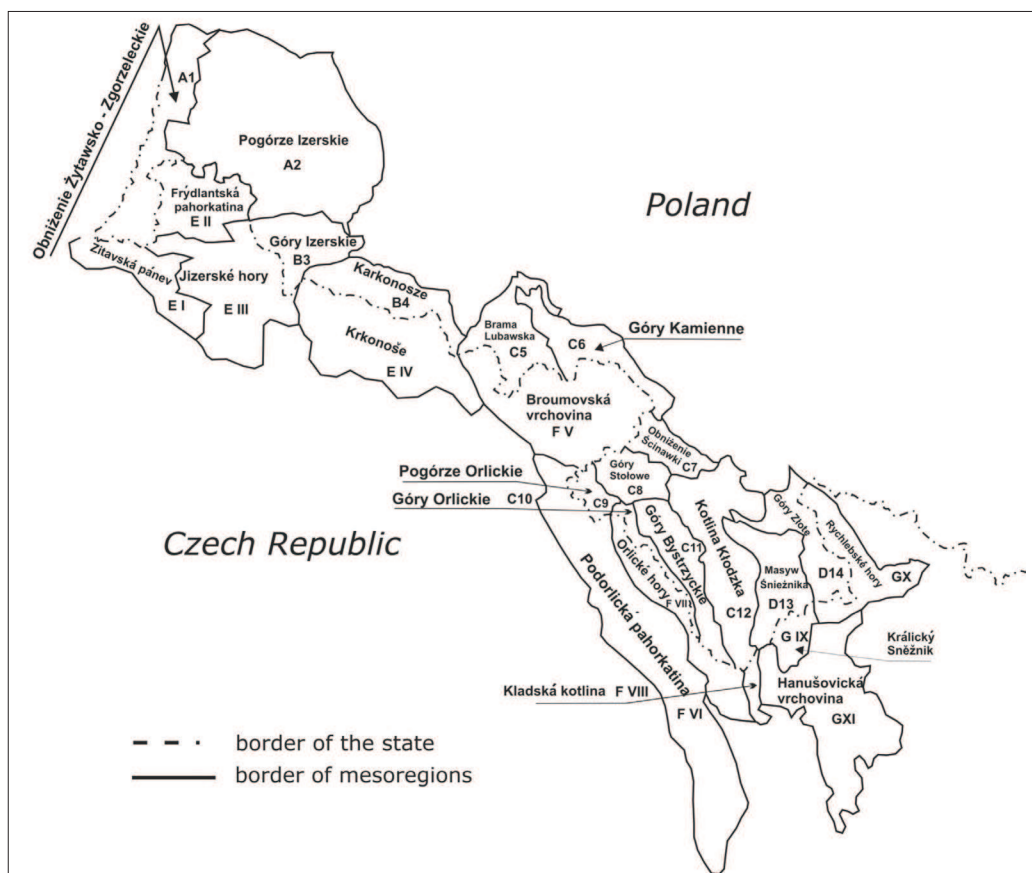 Obniżenie Żytawsko - Zgorzeleckie
A1
Pogórze Izerskie
A2
Frýdlantská
pahorkatina
E II
Poland
Góry Izerskie
B3
Žitavská pánev
E I
Jizerské hory
E III
Karkonosze
B4
Krkonoše
E IV
Brama
Lubawska
C5
C6
Góry Kamienne
Broumovská
vrchovina
F V
Obniżenie
Ścinawki
C7
Góry
Stołowe
C8
Pogórze Orlickie
C9
Góry Orlickie C10
Czech Republic
Góry Bystrzyckie
C11
Orlické hory
F VII
Kotlina Kłodzka
C12
Góry Złote
D14
Rychlebské hory
GX
Masyw
Śnieżnika
D13
G IX
Králický
Sněžnik
Podorlická pahorkatina
F VI
Kladská kotlina F VIII
Hanušovická
vrchovina
GXI
border of the state
border of mesoregions